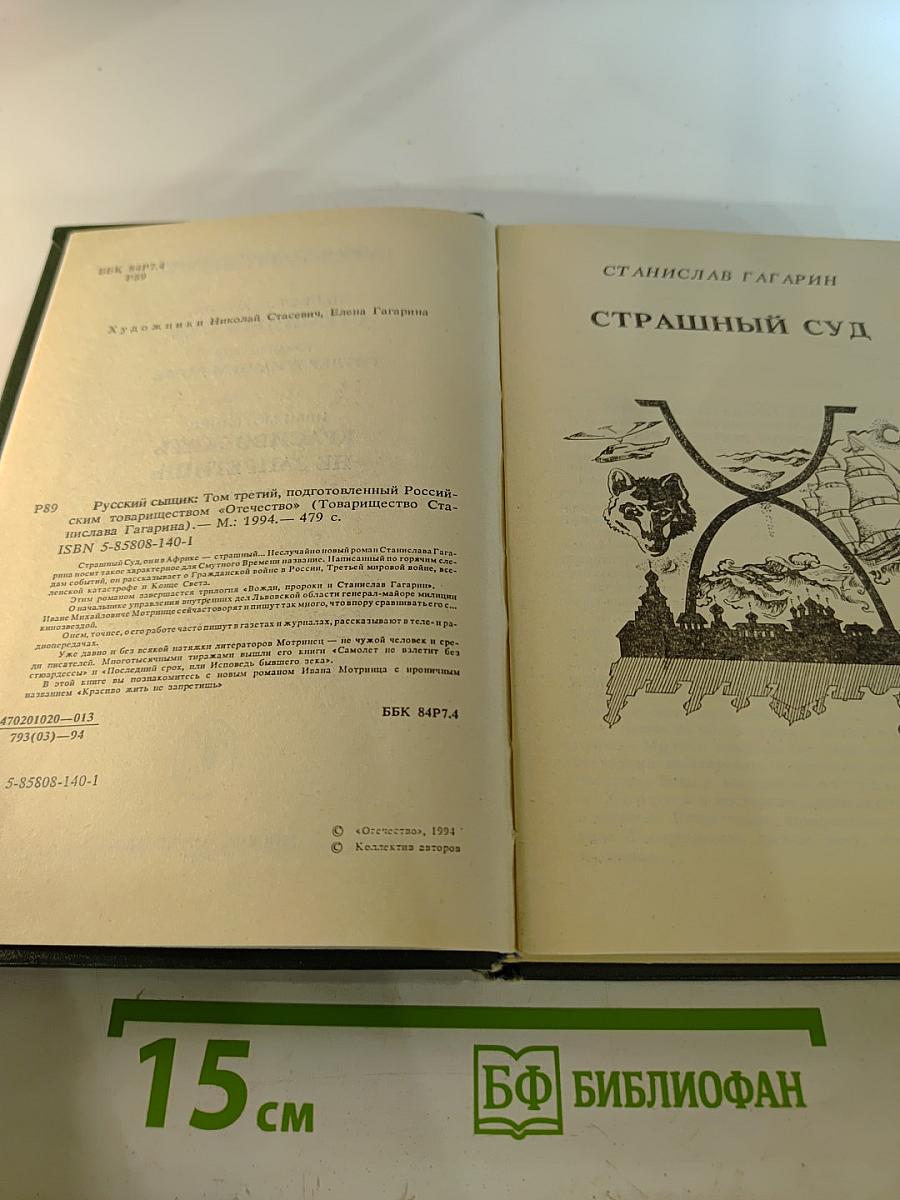 ББК 84Р7.4
Р89
Художники Николай Стасевич, Елена Гагарина
Р89 Русский сыщик: Том третий, подготовленный Россий-
ским товариществом «Отечество» (Товарищество Ста-
нислава Гагарина).— М.: 1994.— 479 с.
ISBN 5-85808-140-1
Страшный Суд, он и в Африке — страшный... Неслучайно новый роман Станислава Гага-
рина носит такое характерное для Смутного Времени название. Написанный по горячим сле-
дам событий, он рассказывает о Гражданской войне в России, Третьей мировой войне, все-
ленской катастрофе и Конце Света.
Этим романом завершается трилогия «Вожди, пророки и Станислав Гагарин».
О начальнике управления внутренних дел Львовской области генерал-майоре милиции
Иване Михайловиче Мотринце сейчас говорят и пишут так много, что впору сравнивать его с...
кинозвездой.
О нем, точнее, о его работе часто пишут в газетах и журналах, рассказывают в теле- и ра-
диопередачах.
Уже давно и без всякой натяжки литераторов Мотринец — не чужой человек и сре-
ди писателей. Многотысячными тиражами вышли его книги «Самолет не взлетит без
стюардессы» и «Последний срок, или Исповедь бывшего зека».
В этой книге вы познакомитесь с новым романом Ивана Мотринца с ироничным
названием «Красиво жить не запретишь»
470201020—013
793(03)—94
ББК 84Р7.4
5-85808-140-1
© «Отечество», 1994
© Коллектив авторов
СТАНИСЛАВ ГАГАРИН
СТРАШНЫЙ СУД
15 см
БФ БИБЛИОФАН